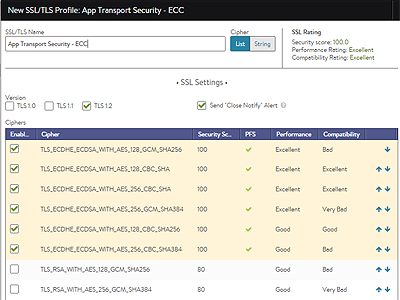 New SSL/TLS Profile: App Transport Security - ECC
SSL/TLS Name
Cipher
SSL Rating
App Transport Security - ECC
List
String
Security score: 100.0
Performance Rating: Excellent
Compatibility Rating: Excellent
• SSL Settings •
Version
TLS 1.0
TLS 1.1
TLS 1.2
Send "Close Notify" Alert
Ciphers
Enabl... Cipher Security Sc... PFS Performance Compatibility
TLS_ECDHE_ECDSA_WITH_AES_128_GCM_SHA256 100 Excellent Bad
TLS_ECDHE_ECDSA_WITH_AES_128_CBC_SHA 100 Excellent Excellent
TLS_ECDHE_ECDSA_WITH_AES_256_CBC_SHA 100 Excellent Excellent
TLS_ECDHE_ECDSA_WITH_AES_256_GCM_SHA384 100 Excellent Very Bad
TLS_ECDHE_ECDSA_WITH_AES_128_CBC_SHA256 100 Good Good
TLS_ECDHE_ECDSA_WITH_AES_256_CBC_SHA384 100 Good Bad
TLS_RSA_WITH_AES_128_GCM_SHA256 80 Good Bad
TLS_RSA_WITH_AES_256_GCM_SHA384 80 Good Very Bad